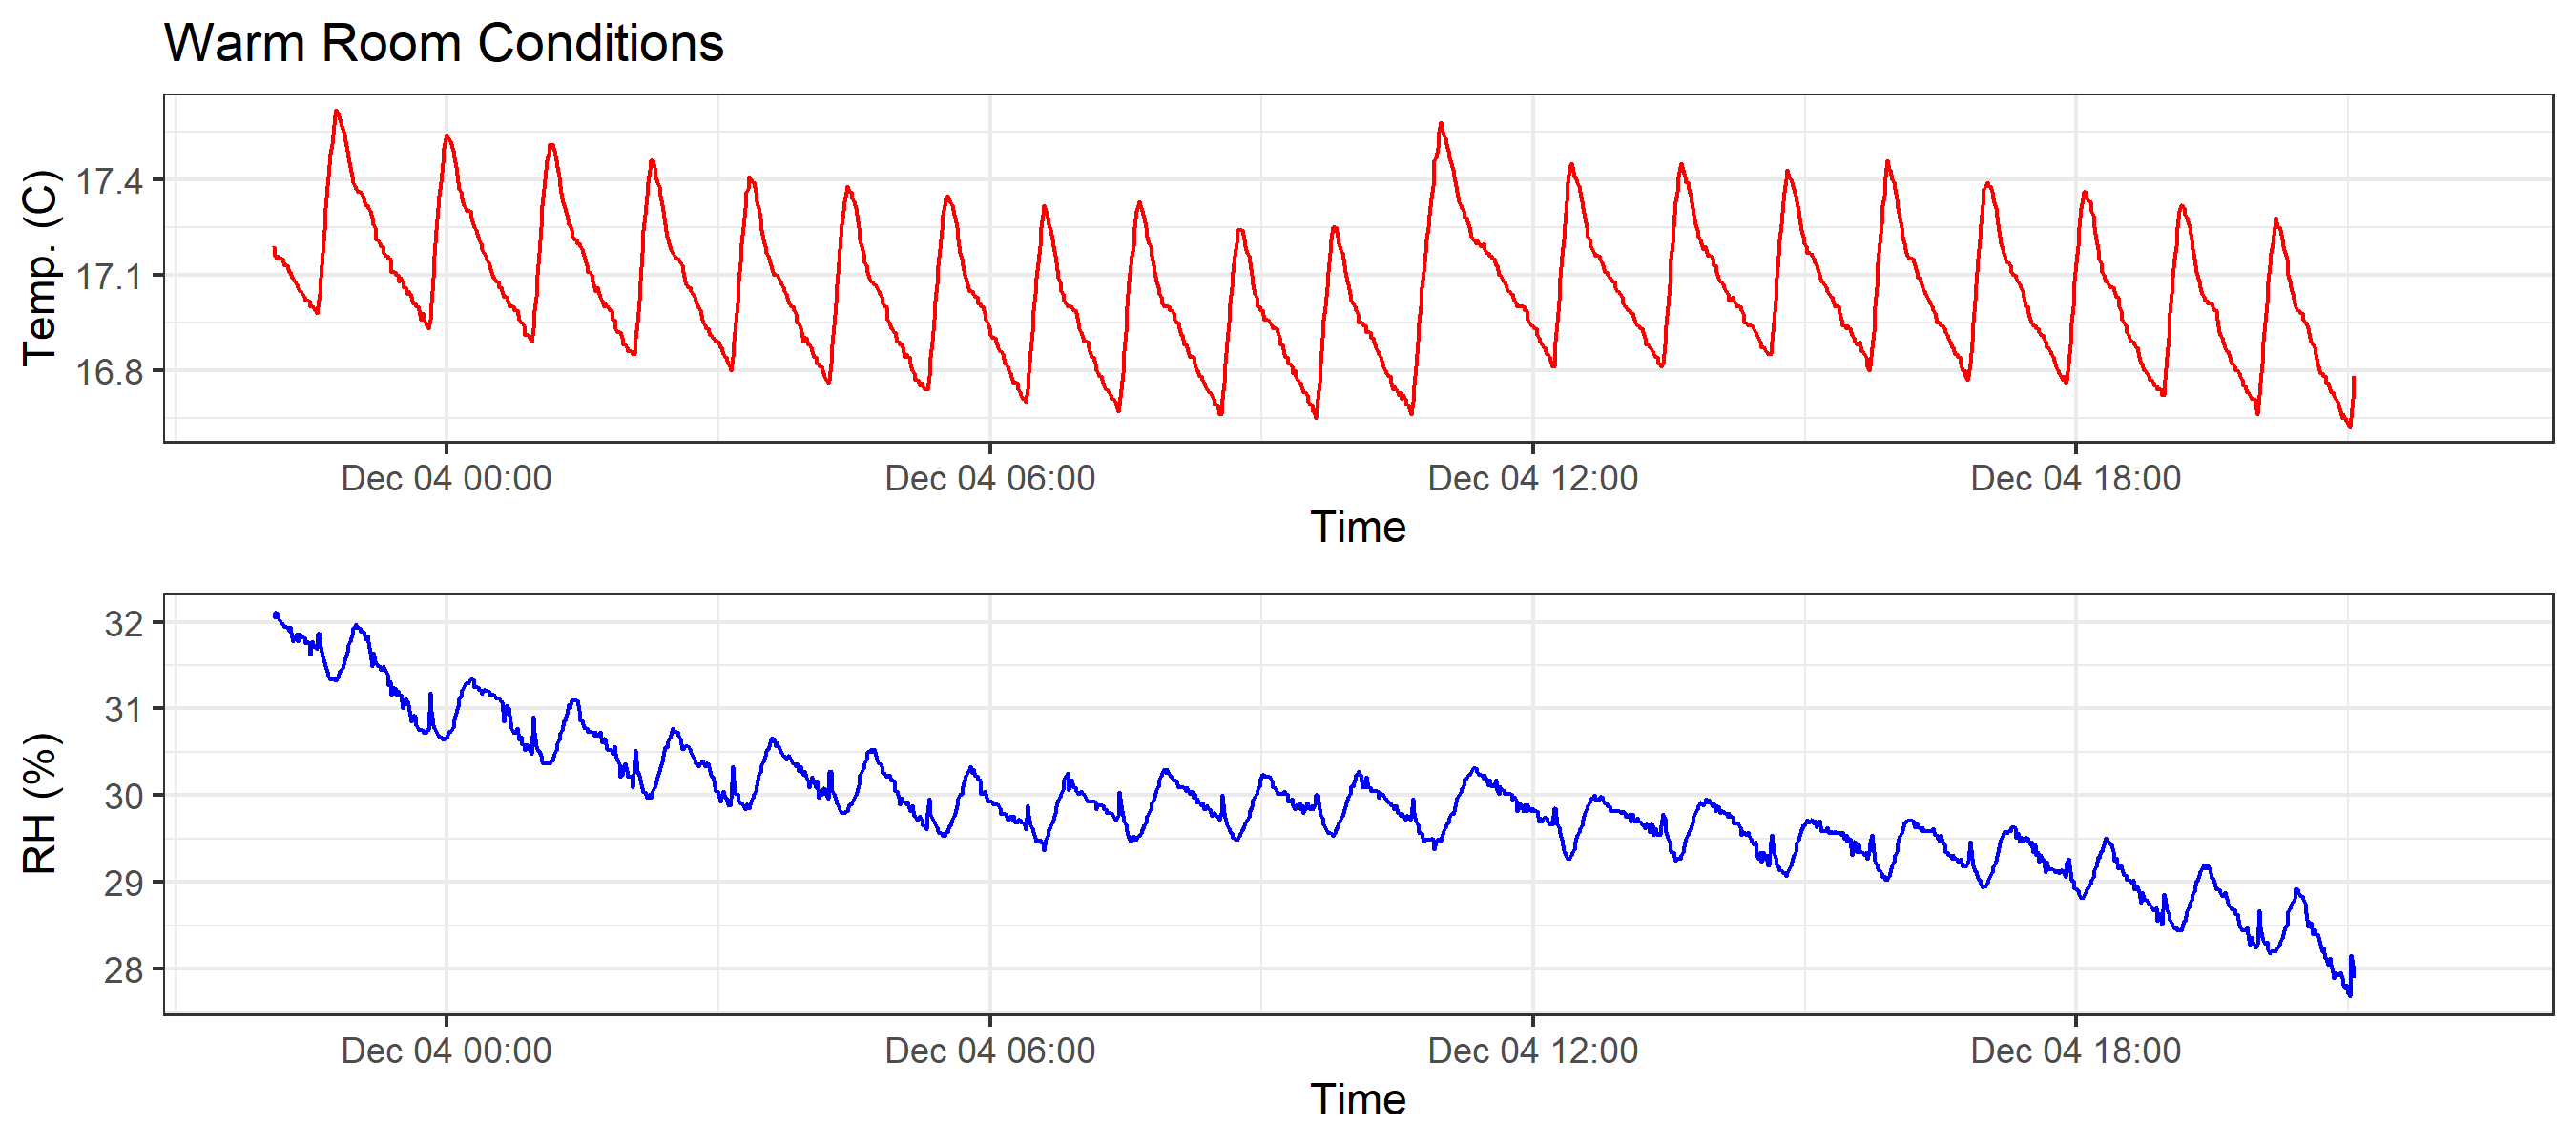 Warm Room Conditions
Temp. (C)
17.4
17.1
16.8
Dec 04 00:00 Dec 04 06:00 Dec 04 12:00 Dec 04 18:00
Time
RH (%)
32
31
30
29
28
Dec 04 00:00 Dec 04 06:00 Dec 04 12:00 Dec 04 18:00
Time